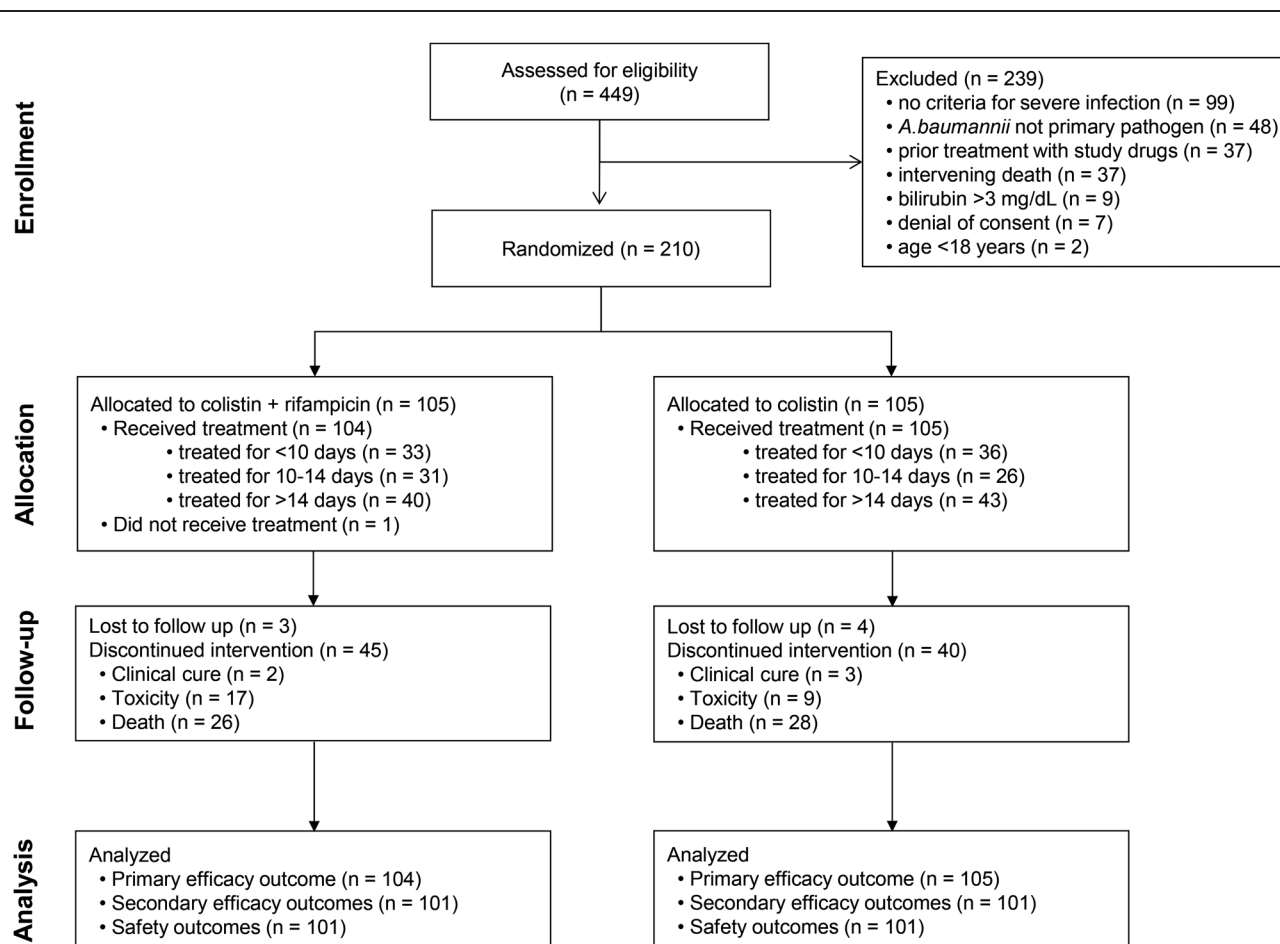 Enrollment
Assessed for eligibility
(n = 449)
Excluded (n = 239)
• no criteria for severe infection (n = 99)
• A.baumannii not primary pathogen (n = 48)
• prior treatment with study drugs (n = 37)
• intervening death (n = 37)
• bilirubin >3 mg/dL (n = 9)
• denial of consent (n = 7)
• age <18 years (n = 2)
Randomized (n = 210)
Allocation
Allocated to colistin + rifampicin (n = 105)
• Received treatment (n = 104)
• treated for <10 days (n = 33)
• treated for 10-14 days (n = 31)
• treated for >14 days (n = 40)
• Did not receive treatment (n = 1)
Allocated to colistin (n = 105)
• Received treatment (n = 105)
• treated for <10 days (n = 36)
• treated for 10-14 days (n = 26)
• treated for >14 days (n = 43)
Follow-up
Lost to follow up (n = 3)
Discontinued intervention (n = 45)
• Clinical cure (n = 2)
• Toxicity (n = 17)
• Death (n = 26)
Lost to follow up (n = 4)
Discontinued intervention (n = 40)
• Clinical cure (n = 3)
• Toxicity (n = 9)
• Death (n = 28)
Analysis
Analyzed
• Primary efficacy outcome (n = 104)
• Secondary efficacy outcomes (n = 101)
• Safety outcomes (n = 101)
Analyzed
• Primary efficacy outcome (n = 105)
• Secondary efficacy outcomes (n = 101)
• Safety outcomes (n = 101)